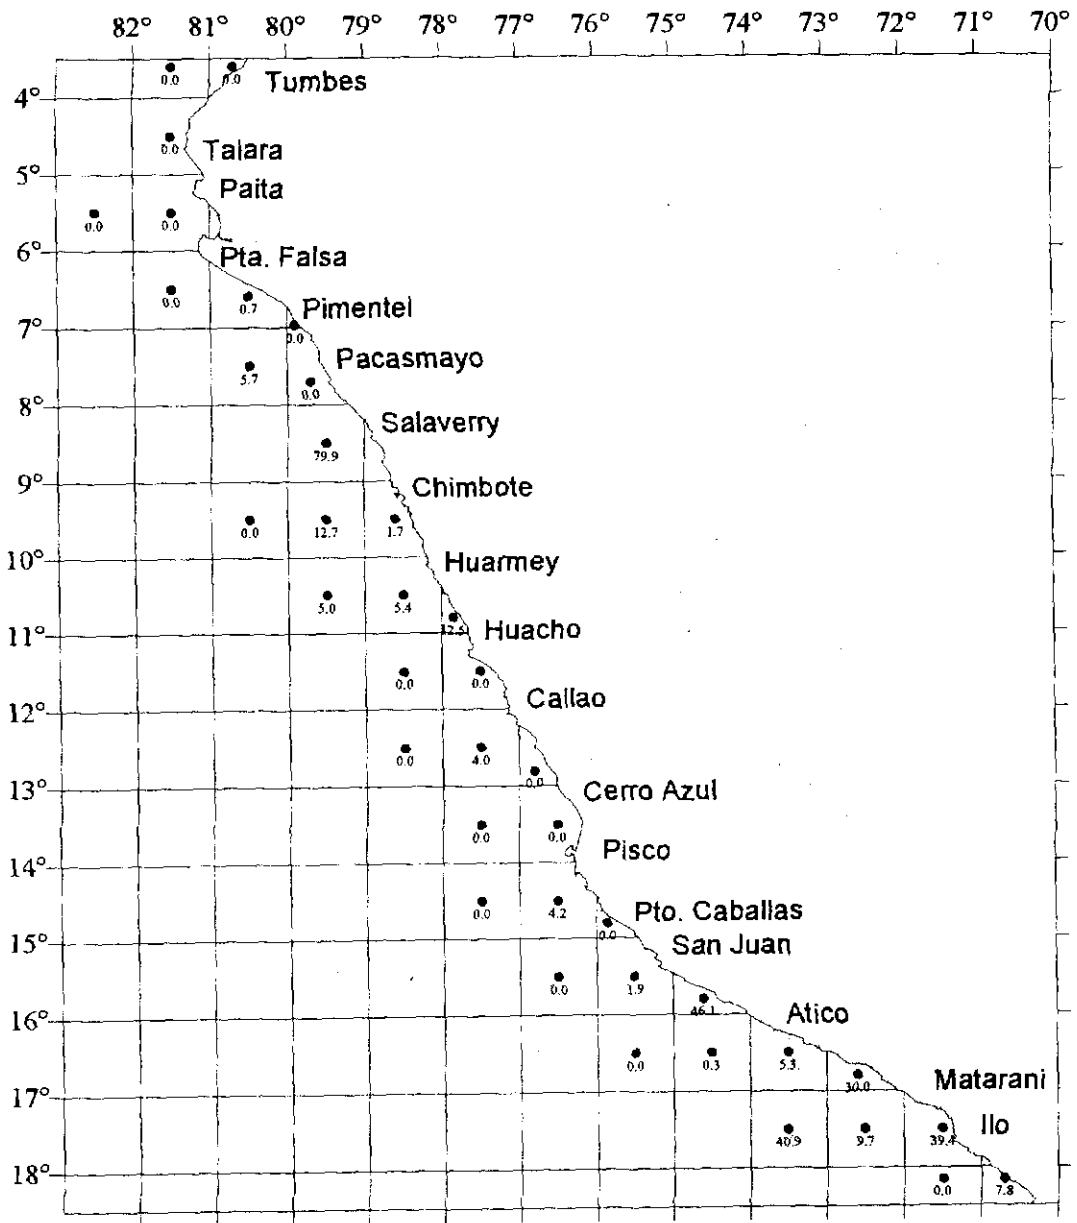 82° 81° 80° 79° 78° 77° 76° 75° 74° 73° 72° 71° 70°
0.0 0.0 Tumbes
4°
0.0 Talara
5°
Paita
0.0 0.0
6° Pta. Falsa
0.0 0.7 Pimentel
7° 0.0
Pacasmayo
5.7 0.0
8°
Salaverry
79.9
9° Chimbote
0.0 12.7 1.7
10° Huarmey
5.0 5.4 12.5
11° Huacho
0.0 0.0
12° Callao
0.0 4.0 0.0
13° Cerro Azul
0.0 0.0
14° Pisco
0.0 4.2 0.0 Pto. Caballas
15° San Juan
0.0 1.9 46.1
16° Atico
0.0 0.3 5.3 30.0
17° Matarani
40.9 9.7 39.4 Ilo
18° 0.0 7.8